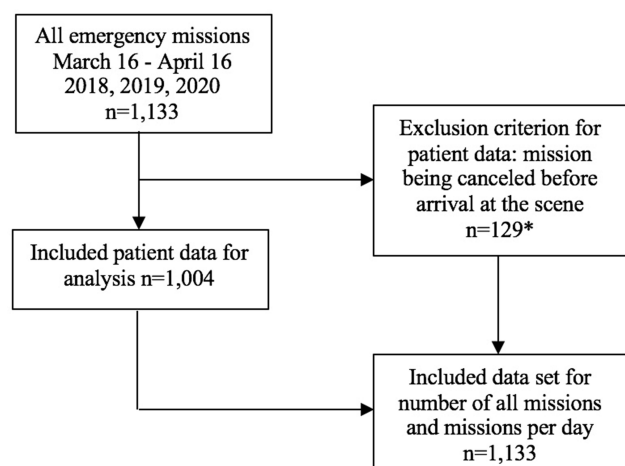 All emergency missions
March 16 - April 16
2018, 2019, 2020
n=1,133
Exclusion criterion for
patient data: mission
being canceled before
arrival at the scene
n=129*
Included patient data for
analysis n=1,004
Included data set for
number of all missions
and missions per day
n=1,133